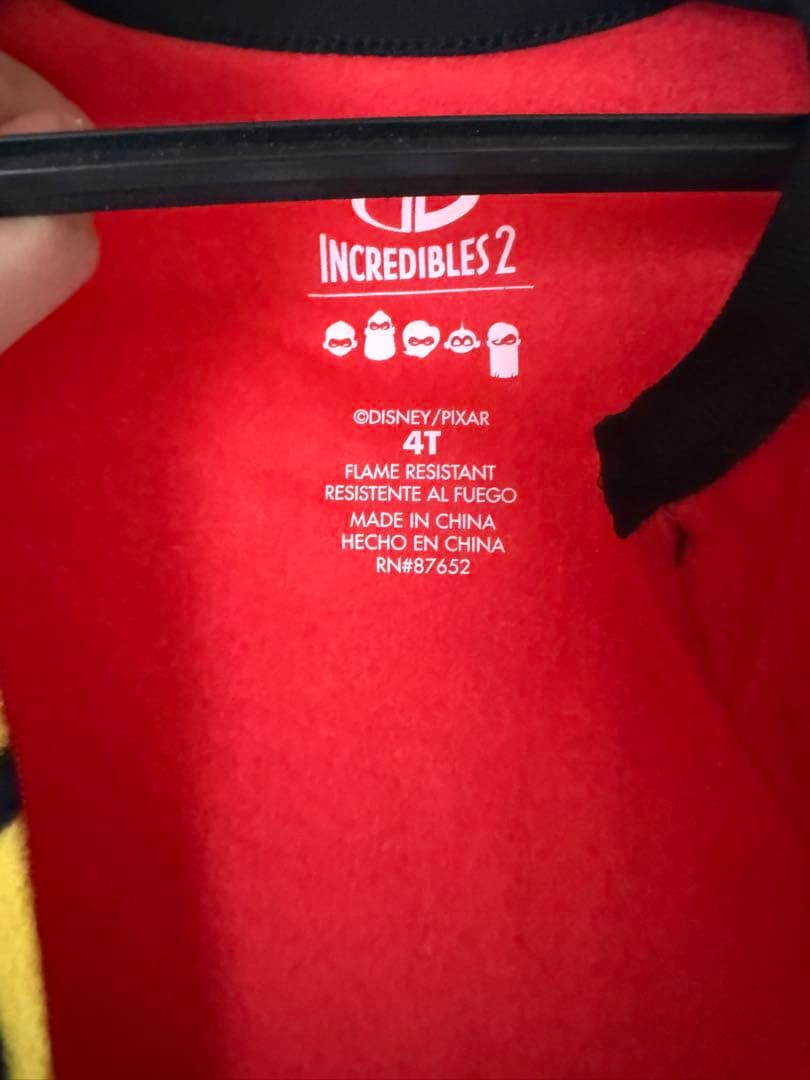 INCREDIBLES 2
©DISNEY/PIXAR
4T
FLAME RESISTANT
RESISTENTE AL FUEGO
MADE IN CHINA
HECHO EN CHINA
RN#87652